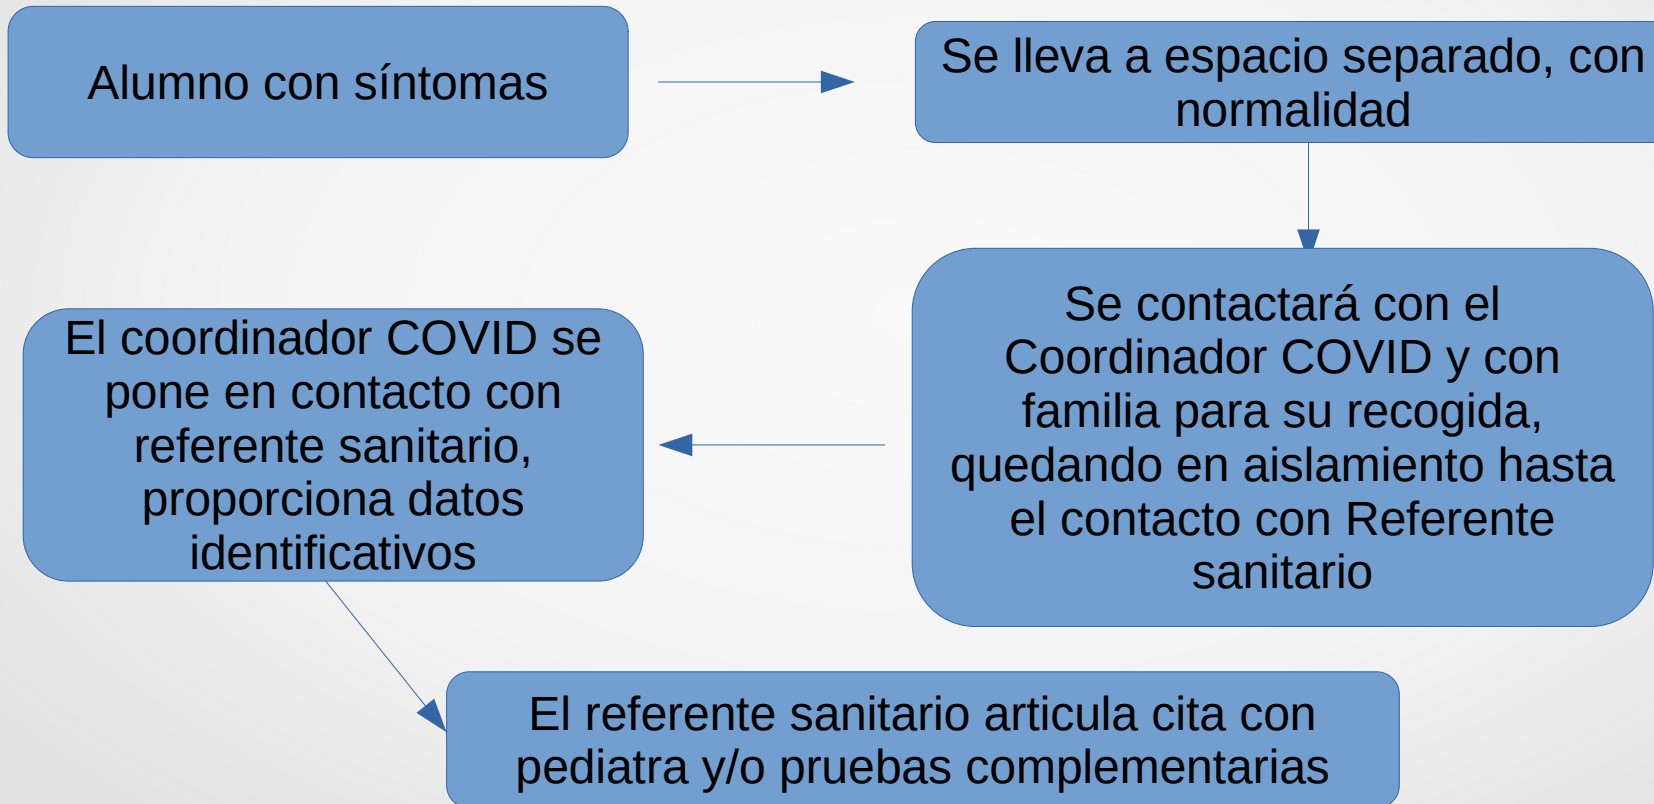 Alumno con síntomas
Se lleva a espacio separado, con
normalidad
Se contactará con el
Coordinador COVID y con
familia para su recogida,
quedando en aislamiento hasta
el contacto con Referente
sanitario
El coordinador COVID se
pone en contacto con
referente sanitario,
proporciona datos
identificativos
El referente sanitario articula cita con
pediatra y/o pruebas complementarias